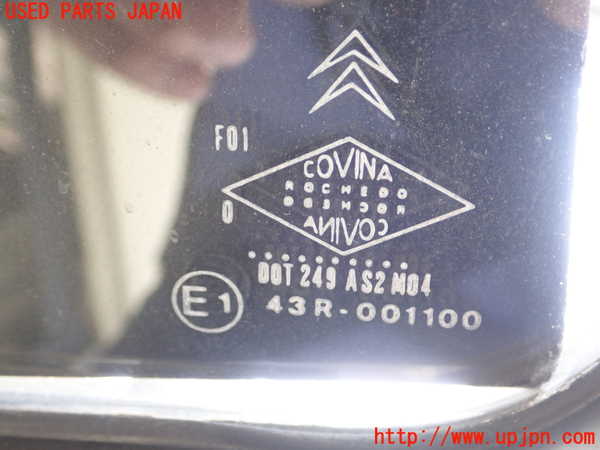 USED PARTS JAPAN
F01
COVINA
ROCHEDO
ROCHEDO
0
COVINA
DOT 249 AS2 M04
E1 43R-001100
http://www.upjpn.com/